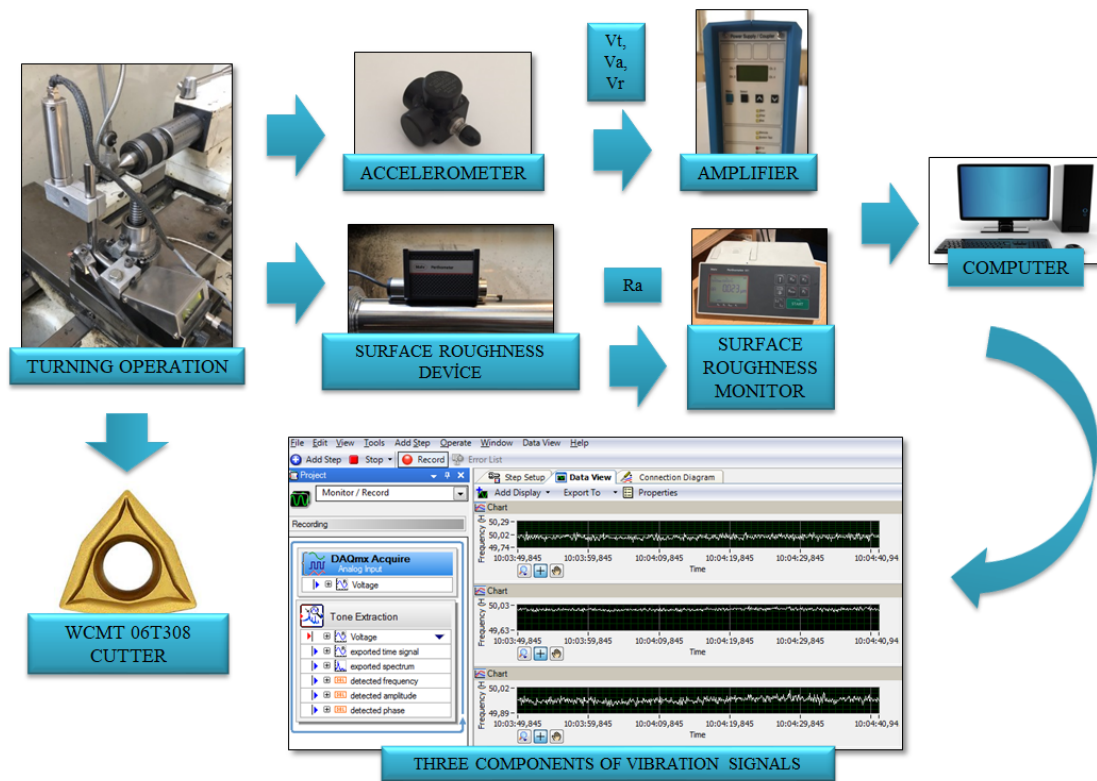 Vt,
Va,
Vr
Power Supply / Coupler
ACCELEROMETER
AMPLIFIER
TURNING OPERATION
Ra
SURFACE ROUGHNESS
DEVİCE
SURFACE
ROUGHNESS
MONITOR
COMPUTER
WCMT 06T308
CUTTER
File Edit View Tools Add Step Operate Window Data View Help
Add Step Stop Record Error List
Project
Monitor / Record
Recording
DAQmx Acquire
Analog Input
Voltage
Tone Extraction
Voltage
exported time signal
exported spectrum
detected frequency
detected amplitude
detected phase
Step Setup Data View Connection Diagram
Add Display Export To Properties
Chart
Frequency (H
50,29
50,02
49,74
10:03:49,845 10:03:59,845 10:04:09,845 10:04:19,845 10:04:29,845 10:04:40,94
Time
Chart
Frequency (H
50,03
49,63
10:03:49,845 10:03:59,845 10:04:09,845 10:04:19,845 10:04:29,845 10:04:40,94
Time
Chart
Frequency (H
50,02
49,89
10:03:49,845 10:03:59,845 10:04:09,845 10:04:19,845 10:04:29,845 10:04:40,94
Time
THREE COMPONENTS OF VIBRATION SIGNALS